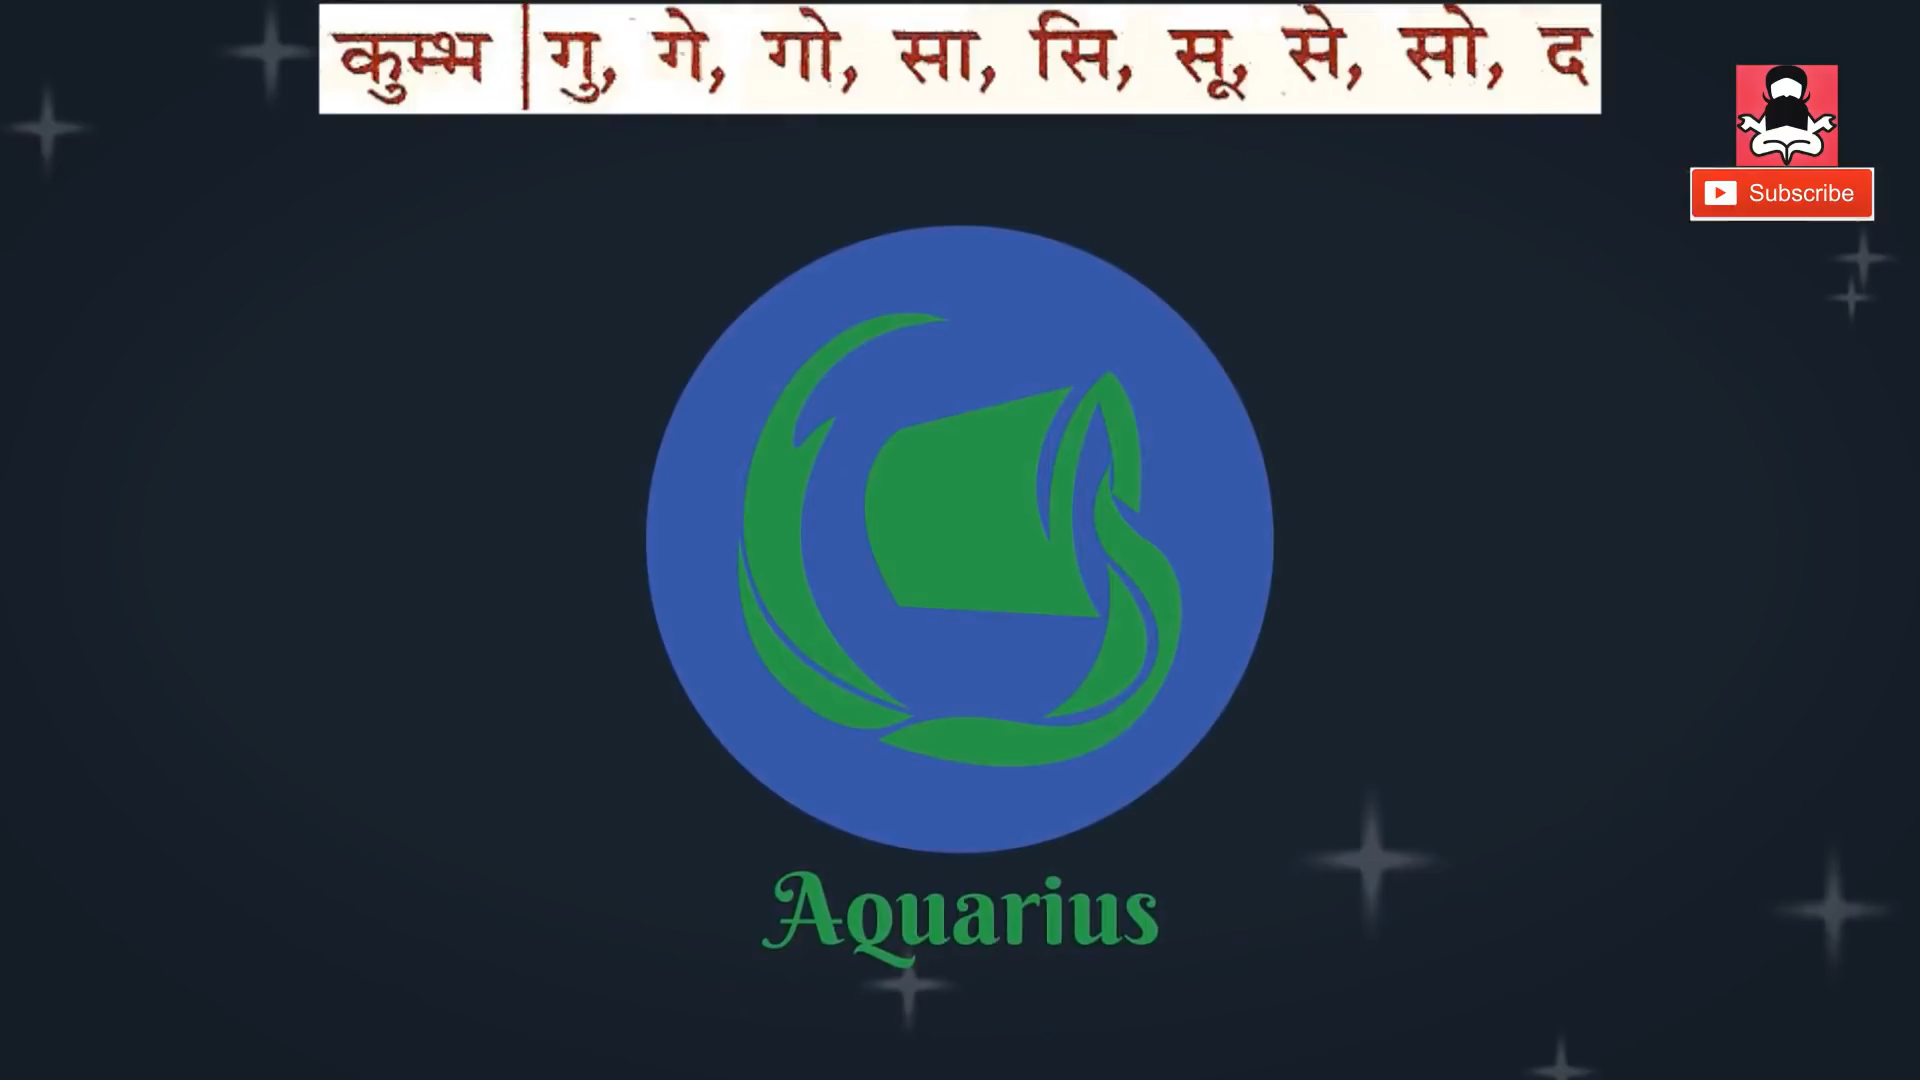 कुम्भ | गु, गे, गो, सा, सि, सू, से, सो, द
Subscribe
Aquarius